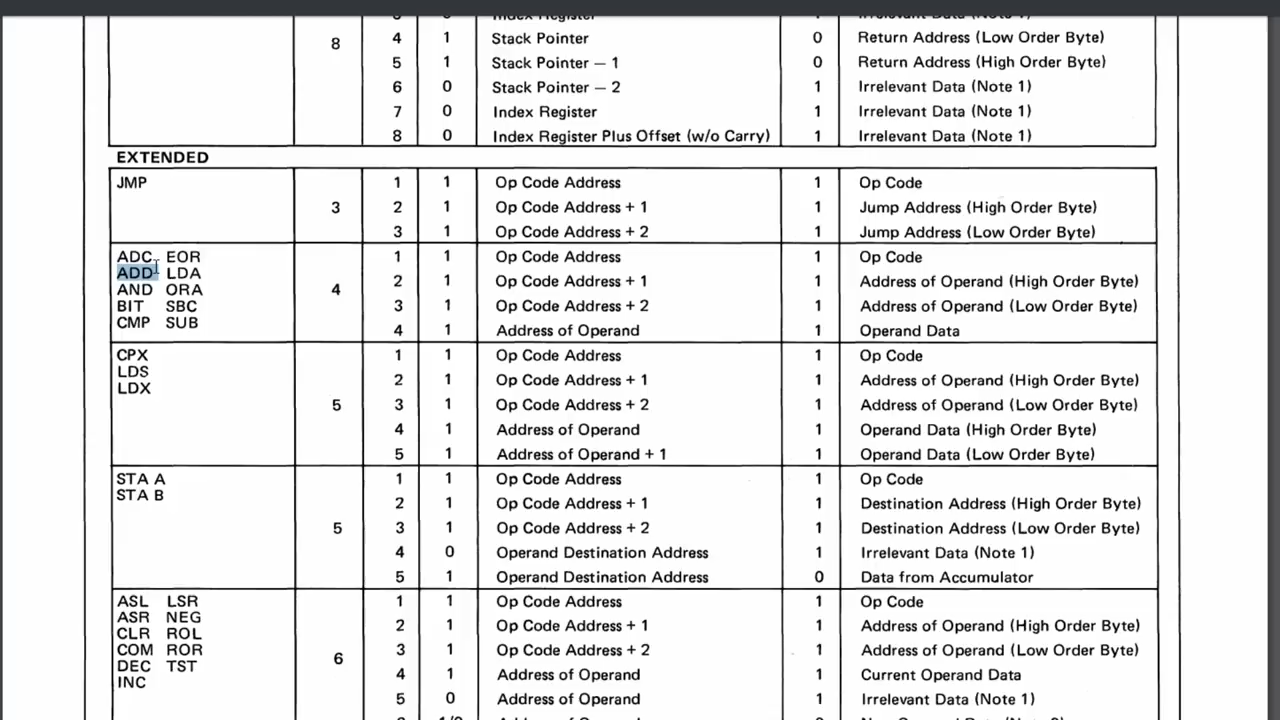 Index Register 1 Irrelevant Data (Note 1)
8 4 1 Stack Pointer 0 Return Address (Low Order Byte)
5 1 Stack Pointer — 1 0 Return Address (High Order Byte)
6 0 Stack Pointer — 2 1 Irrelevant Data (Note 1)
7 0 Index Register 1 Irrelevant Data (Note 1)
8 0 Index Register Plus Offset (w/o Carry) 1 Irrelevant Data (Note 1)
EXTENDED
JMP 1 1 Op Code Address 1 Op Code
3 2 1 Op Code Address + 1 1 Jump Address (High Order Byte)
3 1 Op Code Address + 2 1 Jump Address (Low Order Byte)
ADC EOR 1 1 Op Code Address 1 Op Code
ADD LDA 2 1 Op Code Address + 1 1 Address of Operand (High Order Byte)
AND ORA 4
BIT SBC 3 1 Op Code Address + 2 1 Address of Operand (Low Order Byte)
CMP SUB 4 1 Address of Operand 1 Operand Data
CPX 1 1 Op Code Address 1 Op Code
LDS 2 1 Op Code Address + 1 1 Address of Operand (High Order Byte)
LDX
5 3 1 Op Code Address + 2 1 Address of Operand (Low Order Byte)
4 1 Address of Operand 1 Operand Data (High Order Byte)
5 1 Address of Operand + 1 1 Operand Data (Low Order Byte)
STA A 1 1 Op Code Address 1 Op Code
STA B 2 1 Op Code Address + 1 1 Destination Address (High Order Byte)
5 3 1 Op Code Address + 2 1 Destination Address (Low Order Byte)
4 0 Operand Destination Address 1 Irrelevant Data (Note 1)
5 1 Operand Destination Address 0 Data from Accumulator
ASL LSR 1 1 Op Code Address 1 Op Code
ASR NEG 2 1 Op Code Address + 1 1 Address of Operand (High Order Byte)
CLR ROL
COM ROR 6 3 1 Op Code Address + 2 1 Address of Operand (Low Order Byte)
DEC TST 4 1 Address of Operand 1 Current Operand Data
INC 5 0 Address of Operand 1 Irrelevant Data (Note 1)